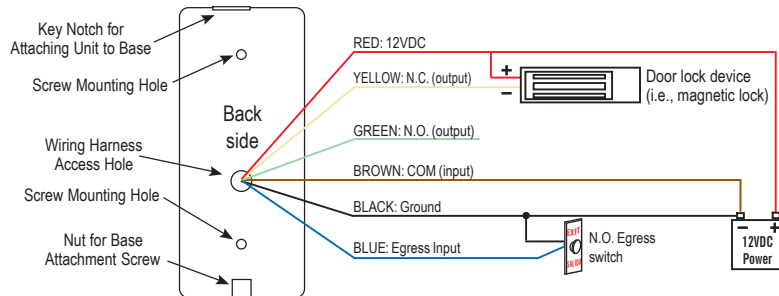 Key Notch for
Attaching Unit to Base
Screw Mounting Hole
Wiring Harness
Access Hole
Screw Mounting Hole
Nut for Base
Attachment Screw
Back
side
RED: 12VDC
YELLOW: N.C. (output)
GREEN: N.O. (output)
BROWN: COM (input)
BLACK: Ground
BLUE: Egress Input
+
−
Door lock device
(i.e., magnetic lock)
EXIT
SALIDA
N.O. Egress
switch
− +
12VDC
Power